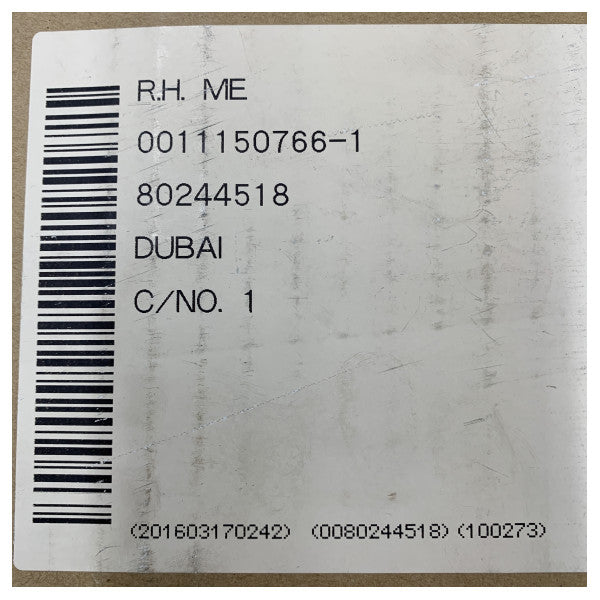 R.H. ME
0011150766-1
80244518
DUBAI
C/NO. 1
(201603170242) (0080244518) (100273)